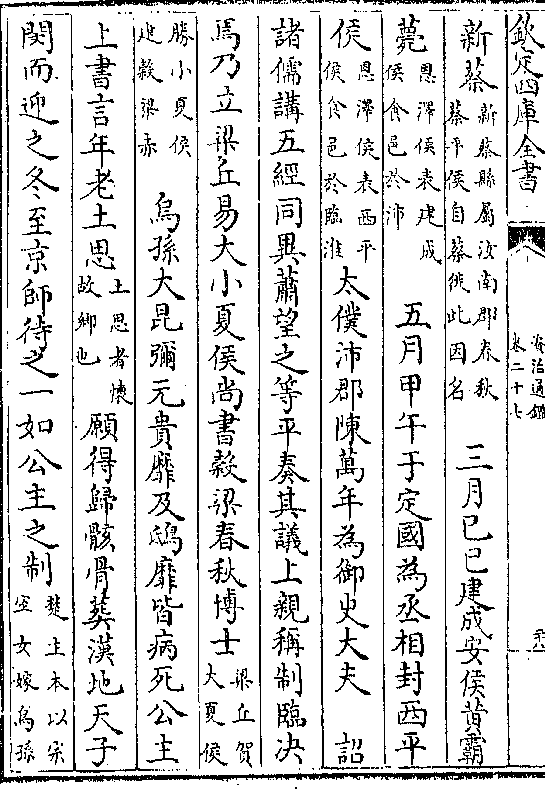 欽定四庫全書 資治通鑑 卷二十七
新蔡 新蔡縣屬汝南郡春秋蔡平侯自蔡徙此因名 三月己巳建成安侯黃霸
薨 恩澤侯表建成侯食邑於沛 五月甲午于定國為丞相封西平
侯 恩澤侯表西平侯食邑於臨淮 太僕沛郡陳萬年為御史大夫 詔
諸儒講五經同異蕭望之等平奏其議上親稱制臨決
焉乃立梁丘易大小夏侯尚書穀梁春秋博士 梁丘賀大夏侯
勝小夏侯建穀梁赤 烏孫大昆彌元貴靡及鴟靡皆病死公主
上書言年老土思 土思者懷故鄉也 願得歸骸骨葬漢地天子
閔而迎之冬至京師待之一如公主之制 楚主本以宗室女嫁烏孫